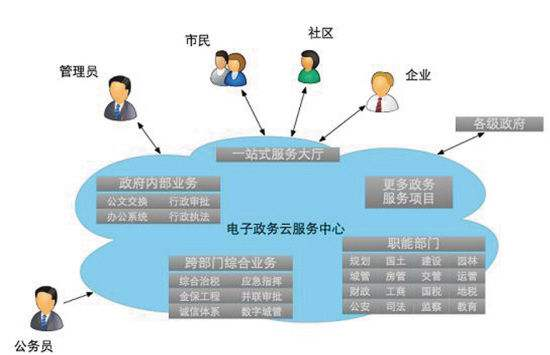 市民
社区
管理员
企业
各级政府
一站式服务大厅
政府内部业务
公文交换 行政审批
办公系统 行政执法
更多政务
服务项目
电子政务云服务中心
跨部门综合业务
综合治税 应急指挥
金保工程 并联审批
诚信体系 数字城管
职能部门
规划 国土 建设 园林
城管 房管 交管 运管
财政 工商 国税 地税
公安 司法 监察 教育
公务员